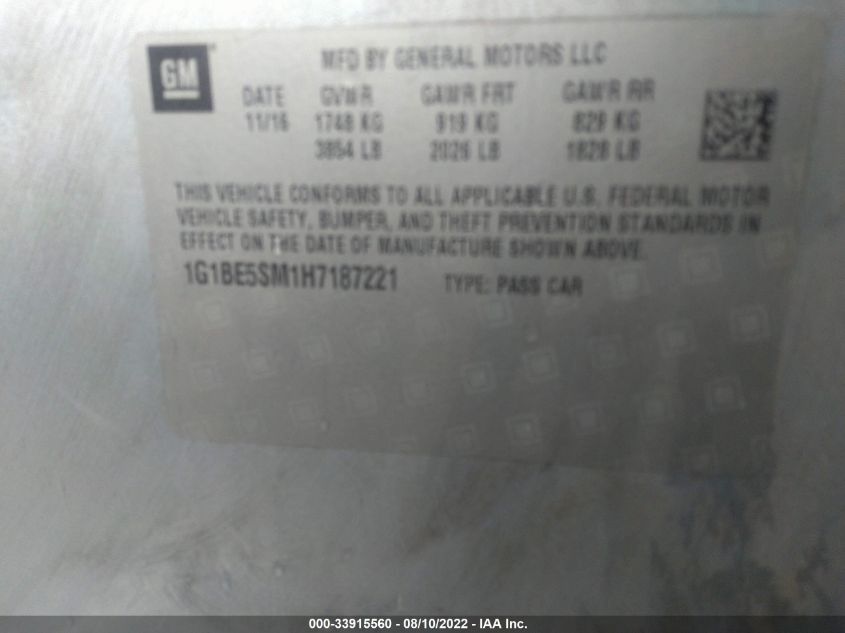 GM
MFD BY GENERAL MOTORS LLC
DATE GVWR GAWR FRT GAWR RR
11/16 1748 KG 919 KG 829 KG
3854 LB 2026 LB 1828 LB
THIS VEHICLE CONFORMS TO ALL APPLICABLE U.S. FEDERAL MOTOR
VEHICLE SAFETY, BUMPER, AND THEFT PREVENTION STANDARDS IN
EFFECT ON THE DATE OF MANUFACTURE SHOWN ABOVE.
1G1BE5SM1H7187221 TYPE: PASS CAR
000-33915560 - 08/10/2022 - IAA Inc.